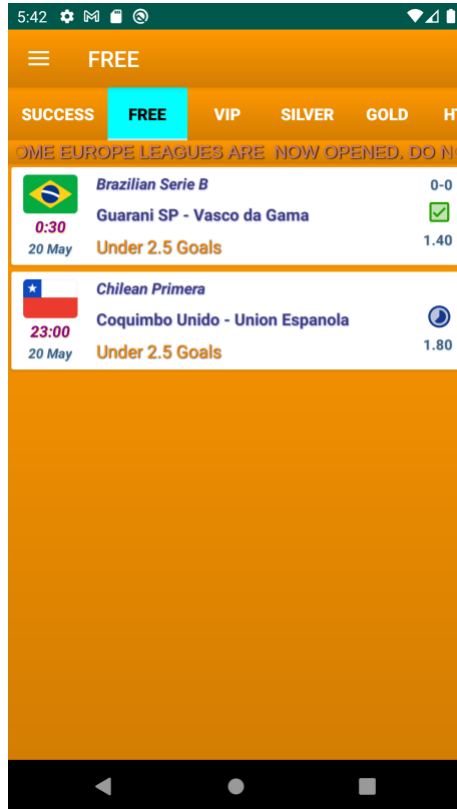 5:42
FREE
SUCCESS FREE VIP SILVER GOLD
OME EUROPE LEAGUES ARE NOW OPENED. DO N
Brazilian Serie B 0-0
0:30 Guarani SP - Vasco da Gama
20 May Under 2.5 Goals 1.40
Chilean Primera
23:00 Coquimbo Unido - Union Espanola
20 May Under 2.5 Goals 1.80